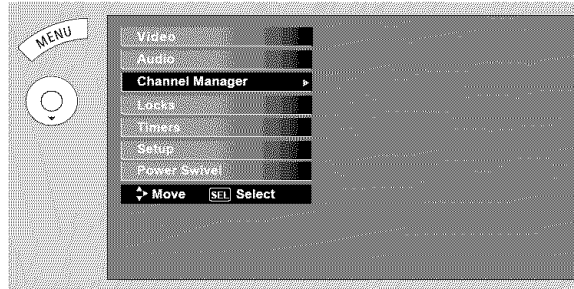 MENU
Video
Audio
Channel Manager
Locks
Timers
Setup
Power Swivel
Move SEL Select